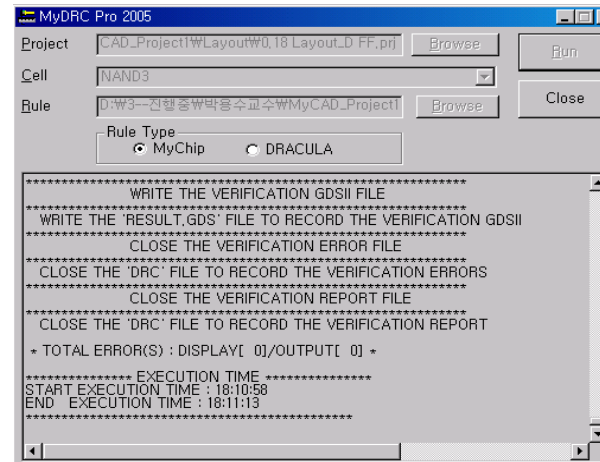 MyDRC Pro 2005
Project CAD_Project1₩Layout₩0,18 Layout_D FF,prj Browse Run
Cell NAND3
Rule D:₩3--진행중₩박용수교수₩MyCAD_Project1 Browse Close
Rule Type
MyChip DRACULA
**************************************************************
WRITE THE VERIFICATION GDSII FILE
**************************************************************
WRITE THE 'RESULT,GDS' FILE TO RECORD THE VERIFICATION GDSII
**************************************************************
CLOSE THE VERIFICATION ERROR FILE
**************************************************************
CLOSE THE 'DRC' FILE TO RECORD THE VERIFICATION ERRORS
**************************************************************
CLOSE THE VERIFICATION REPORT FILE
**************************************************************
CLOSE THE 'DRC' FILE TO RECORD THE VERIFICATION REPORT
* TOTAL ERROR(S) : DISPLAY[ 0]/OUTPUT[ 0] *
*************** EXECUTION TIME ***************
START EXECUTION TIME : 18:10:58
END EXECUTION TIME : 18:11:13
**********************************************